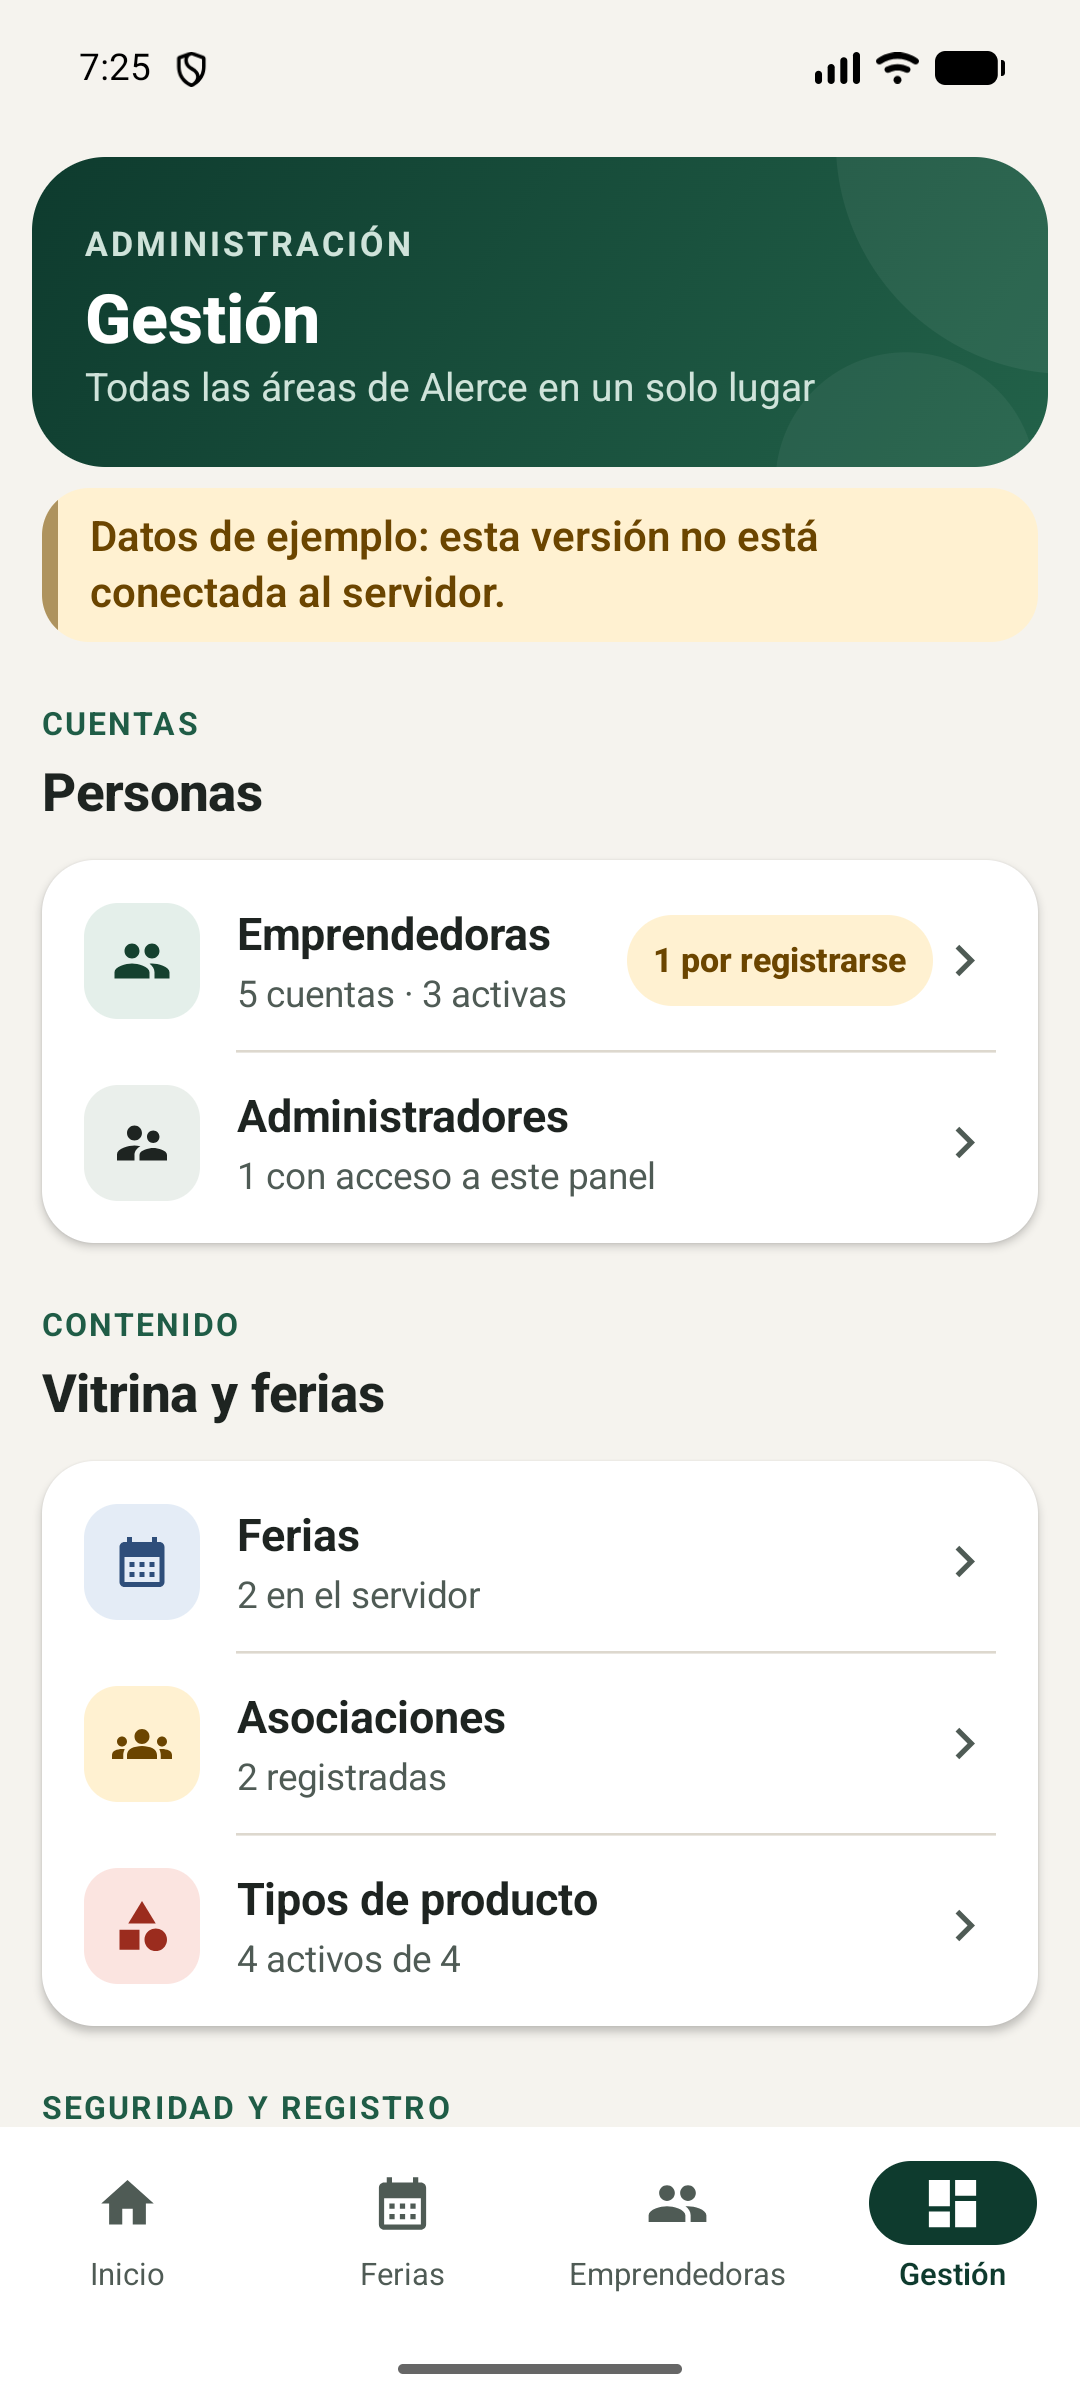 7:25
ADMINISTRACIÓN
Gestión
Todas las áreas de Alerce en un solo lugar
Datos de ejemplo: esta versión no está
conectada al servidor.
CUENTAS
Personas
Emprendedoras
5 cuentas · 3 activas
1 por registrarse
Administradores
1 con acceso a este panel
CONTENIDO
Vitrina y ferias
Ferias
2 en el servidor
Asociaciones
2 registradas
Tipos de producto
4 activos de 4
SEGURIDAD Y REGISTRO
Inicio
Ferias
Emprendedoras
Gestión